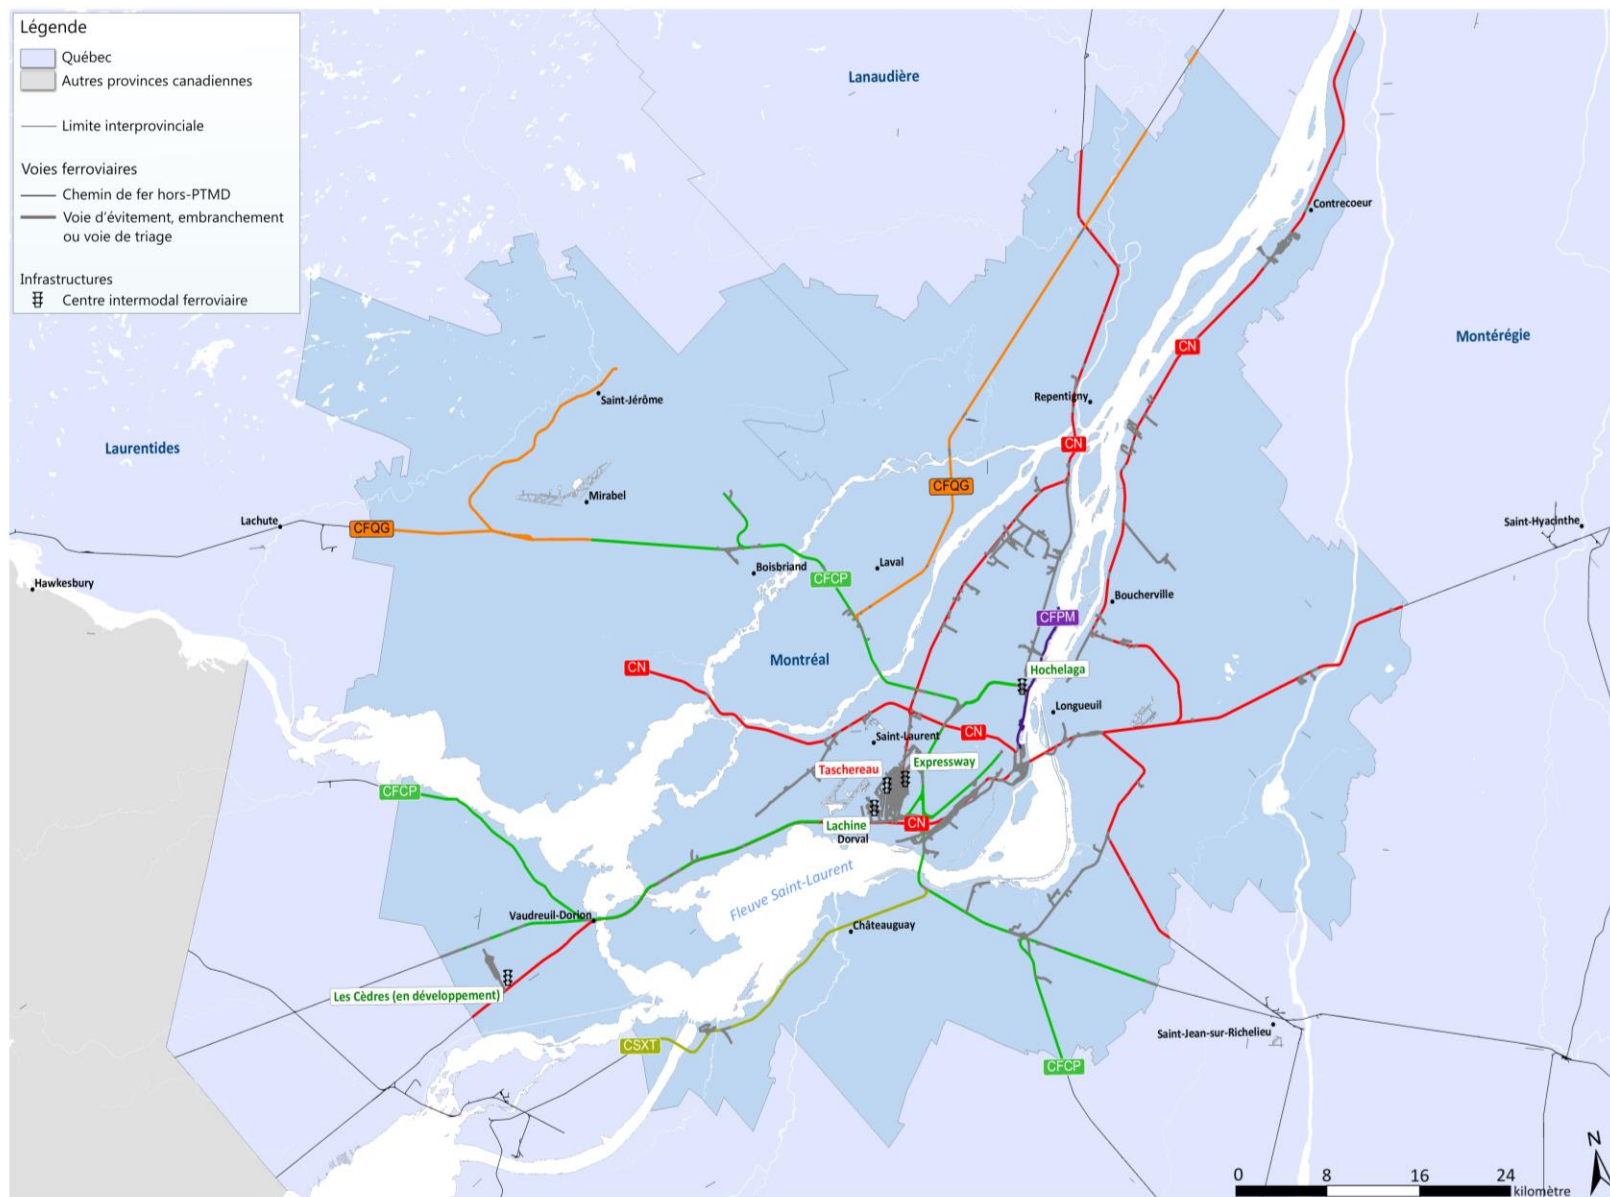 Légende
Québec
Autres provinces canadiennes
Limite interprovinciale
Voies ferroviaires
Chemin de fer hors-PTMD
Voie d'évitement, embranchement
ou voie de triage
Infrastructures
Centre intermodal ferroviaire
Lanaudière
Contrecoeur
Montérégie
CN
Saint-Jérôme
Repentigny
Laurentides
CN
CFQG
Mirabel
Lachute
CFQG
Saint-Hyacinthe
Laval
Boisbriand
CFCP
Hawkesbury
Boucherville
CFPM
Montréal
CN
Hochelaga
Longueuil
Saint-Laurent
CN
Expressway
Taschereau
CFCP
Lachine
CN
Dorval
Fleuve Saint-Laurent
Vaudreuil-Dorion
Châteauguay
Les Cèdres (en développement)
Saint-Jean-sur-Richelieu
CSXT
CFCP
N
0 8 16 24
kilomètre